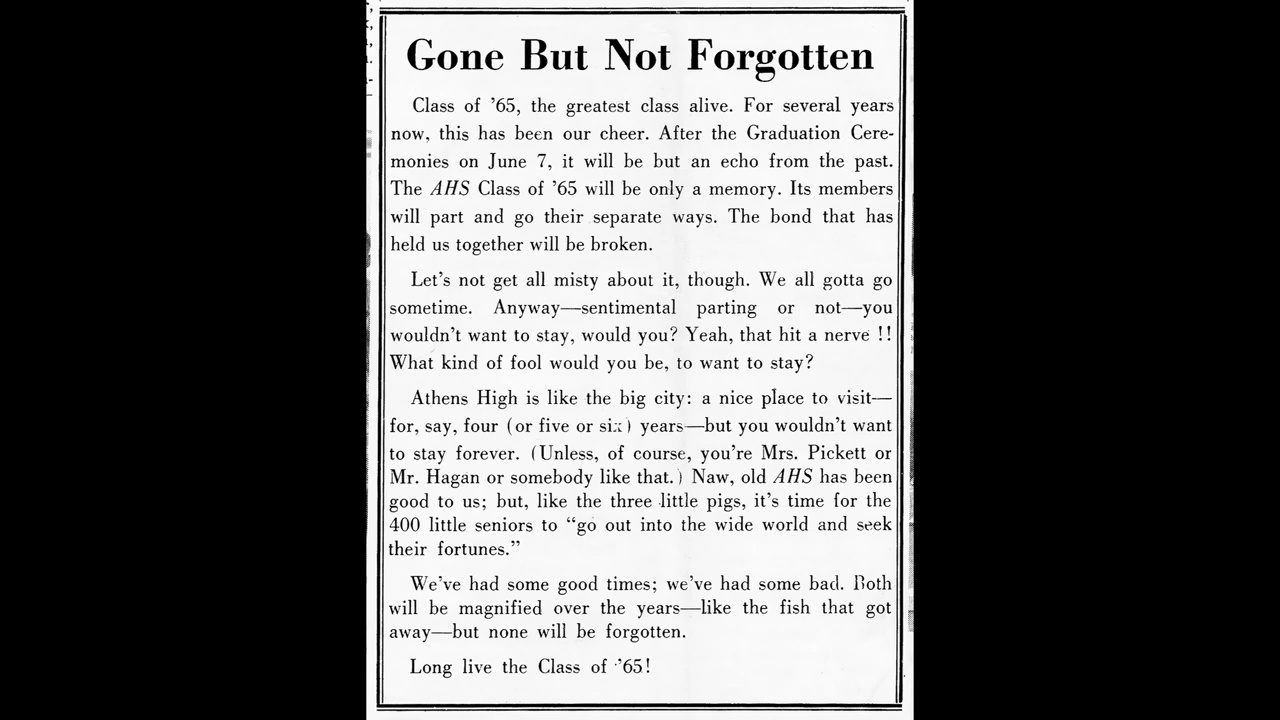 Gone But Not Forgotten
Class of ’65, the greatest class alive. For several years
now, this has been our cheer. After the Graduation Cere-
monies on June 7, it will be but an echo from the past.
The AHS Class of ’65 will be only a memory. Its members
will part and go their separate ways. The bond that has
held us together will be broken.
Let’s not get all misty about it, though. We all gotta go
sometime. Anyway—sentimental parting or not—you
wouldn’t want to stay, would you? Yeah, that hit a nerve !!
What kind of fool would you be, to want to stay?
Athens High is like the big city: a nice place to visit—
for, say, four (or five or six) years—but you wouldn’t want
to stay forever. (Unless, of course, you’re Mrs. Pickett or
Mr. Hagan or somebody like that.) Naw, old AHS has been
good to us; but, like the three little pigs, it’s time for the
400 little seniors to “go out into the wide world and seek
their fortunes.”
We’ve had some good times; we’ve had some bad. Both
will be magnified over the years—like the fish that got
away—but none will be forgotten.
Long live the Class of ’65!